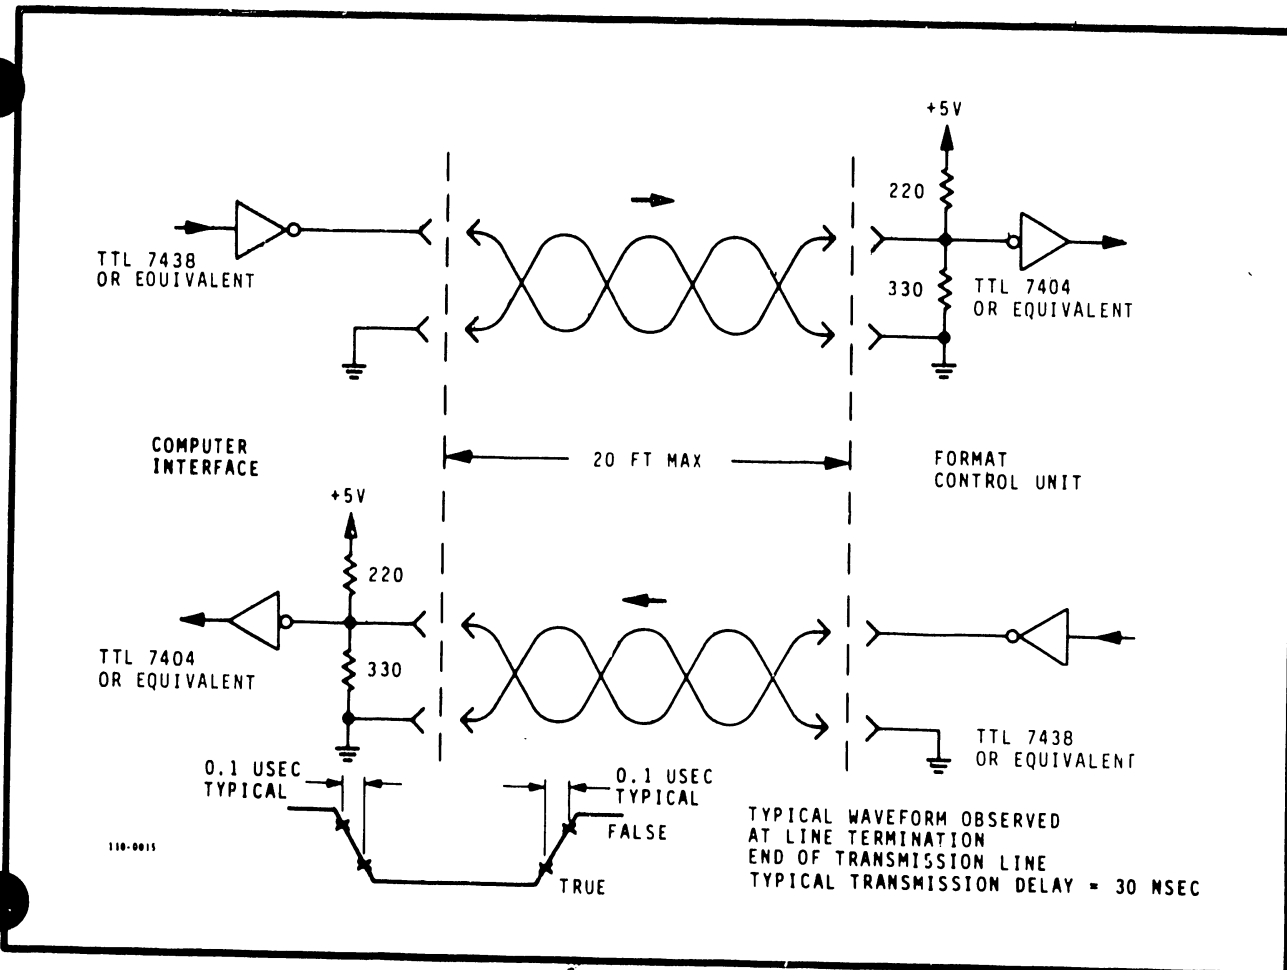 +5V
220
TTL 7438
OR EQUIVALENT
330
TTL 7404
OR EQUIVALENT
COMPUTER
INTERFACE
20 FT MAX
FORMAT
CONTROL UNIT
+5V
220
TTL 7404
OR EQUIVALENT
330
TTL 7438
OR EQUIVALENT
0.1 USEC
TYPICAL
0.1 USEC
TYPICAL
FALSE
TRUE
TYPICAL WAVEFORM OBSERVED
AT LINE TERMINATION
END OF TRANSMISSION LINE
TYPICAL TRANSMISSION DELAY = 30 NSEC
110-0015